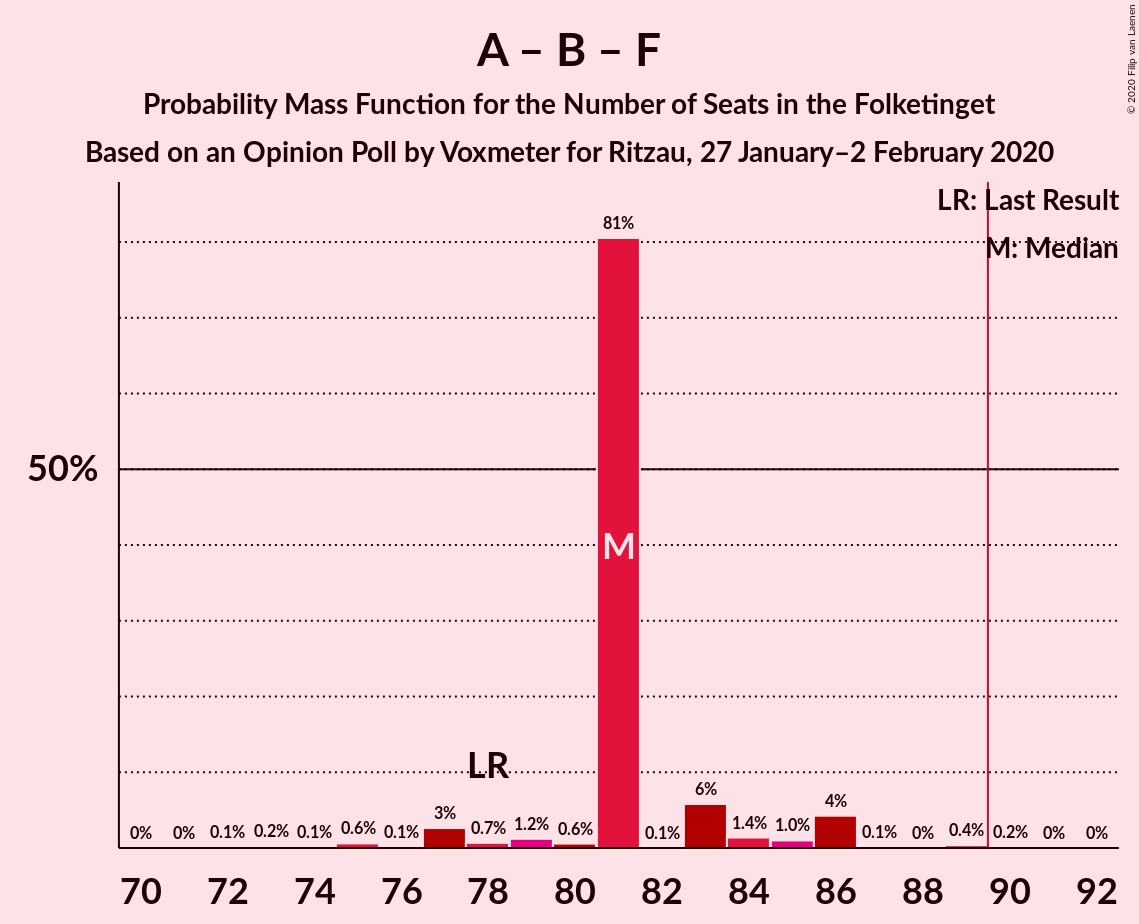 A – B – F
Probability Mass Function for the Number of Seats in the Folketinget
Based on an Opinion Poll by Voxmeter for Ritzau, 27 January–2 February 2020
© 2020 Filip van Laenen
LR: Last Result
M: Median
81%
50%
M
LR
0% 0% 0.1% 0.2% 0.1% 0.6% 0.1% 3% 0.7% 1.2% 0.6% 0.1% 6% 1.4% 1.0% 4% 0.1% 0% 0.4% 0.2% 0% 0%
70 72 74 76 78 80 82 84 86 88 90 92